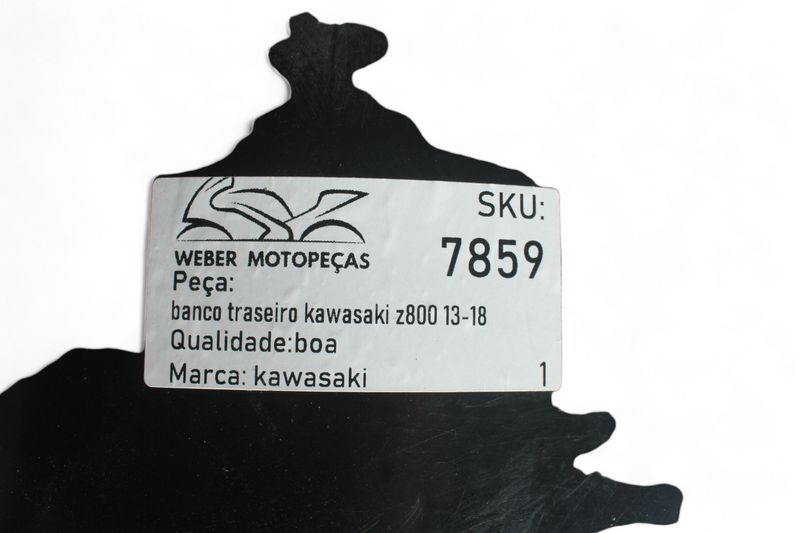 WEBER MOTOPEÇAS
SKU:
7859
Peça:
banco traseiro kawasaki z800 13-18
Qualidade:boa
Marca: kawasaki 1